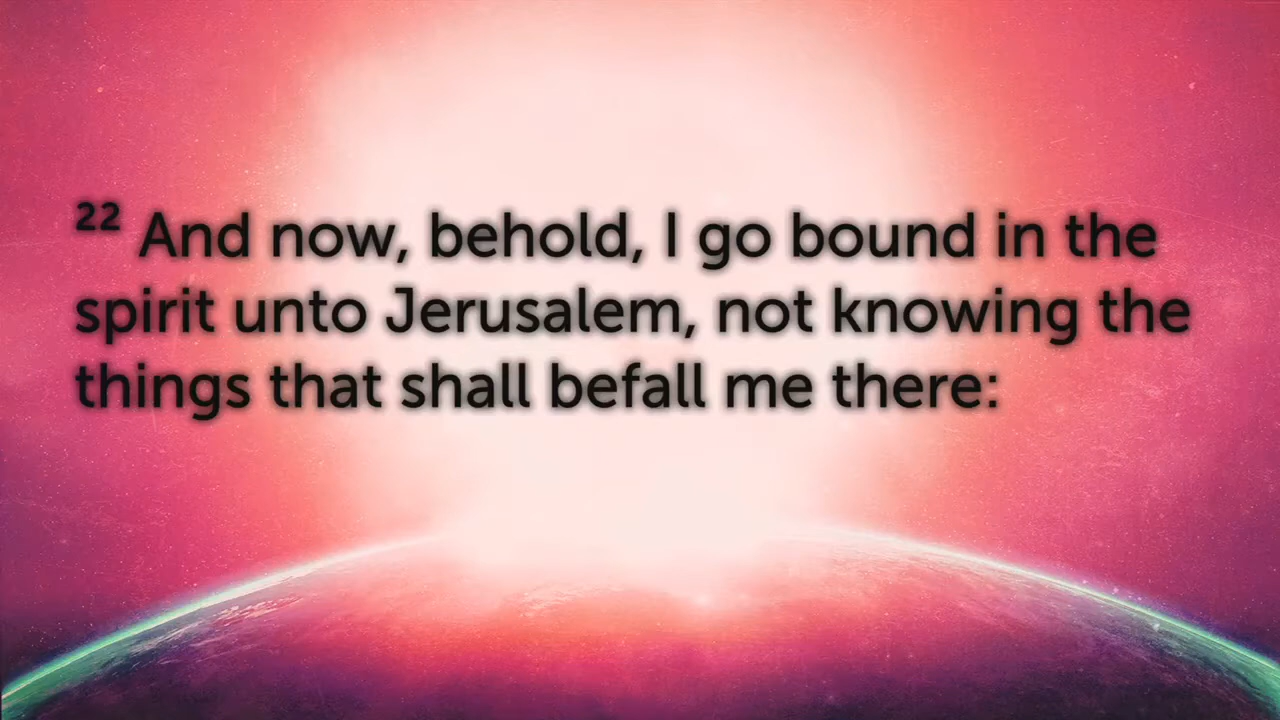 22 And now, behold, I go bound in the
spirit unto Jerusalem, not knowing the
things that shall befall me there: